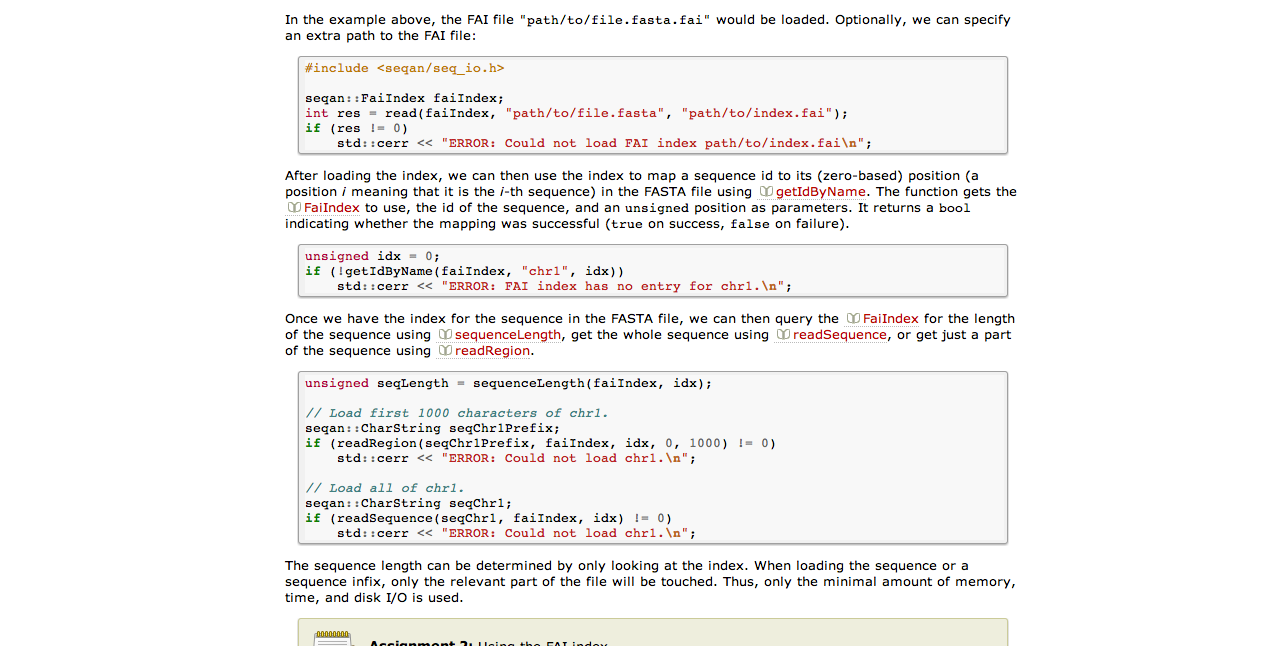 In the example above, the FAI file "path/to/file.fasta.fai" would be loaded. Optionally, we can specify
an extra path to the FAI file:
#include <seqan/seq_io.h>
seqan::FaiIndex faiIndex;
int res = read(faiIndex, "path/to/file.fasta", "path/to/index.fai");
if (res != 0)
    std::cerr << "ERROR: Could not load FAI index path/to/index.fai\n";
After loading the index, we can then use the index to map a sequence id to its (zero-based) position (a
position i meaning that it is the i-th sequence) in the FASTA file using getIdByName. The function gets the
FaiIndex to use, the id of the sequence, and an unsigned position as parameters. It returns a bool
indicating whether the mapping was successful (true on success, false on failure).
unsigned idx = 0;
if (!getIdByName(faiIndex, "chr1", idx))
    std::cerr << "ERROR: FAI index has no entry for chr1.\n";
Once we have the index for the sequence in the FASTA file, we can then query the FaiIndex for the length
of the sequence using sequenceLength, get the whole sequence using readSequence, or get just a part
of the sequence using readRegion.
unsigned seqLength = sequenceLength(faiIndex, idx);
// Load first 1000 characters of chr1.
seqan::CharString seqChr1Prefix;
if (readRegion(seqChr1Prefix, faiIndex, idx, 0, 1000) != 0)
    std::cerr << "ERROR: Could not load chr1.\n";
// Load all of chr1.
seqan::CharString seqChr1;
if (readSequence(seqChr1, faiIndex, idx) != 0)
    std::cerr << "ERROR: Could not load chr1.\n";
The sequence length can be determined by only looking at the index. When loading the sequence or a
sequence infix, only the relevant part of the file will be touched. Thus, only the minimal amount of memory,
time, and disk I/O is used.
Assignment 2: Using the FAI index